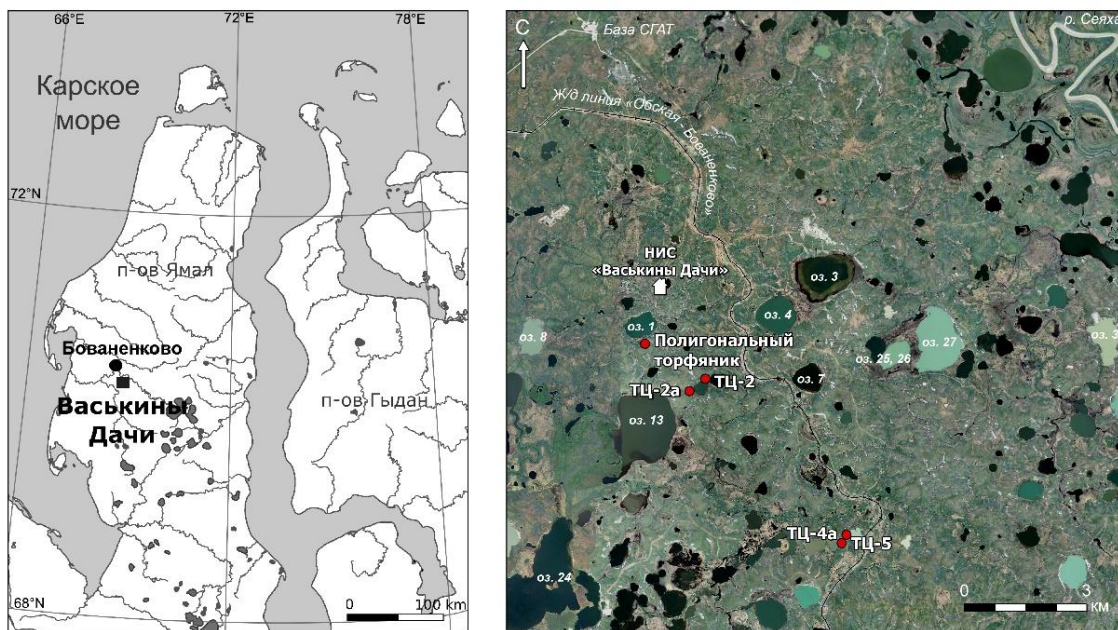 66°E
72°E
78°E
Карское
море
72°N
п-ов Ямал
Бованенково
Васькины
Дачи
п-ов Гыдан
68°N
0 100 km
С
База СГАТ
р. Сеяха
Ж/д линия «Обская - Бованенково»
НИС
«Васькины Дачи»
оз. 3
оз. 4
оз. 1
оз. 8
Полигональный
торфяник
оз. 27
оз. 25, 26
оз. 3
ТЦ-2
ТЦ-2а
оз. 7
оз. 13
ТЦ-4а
ТЦ-5
оз. 24
0 3
км